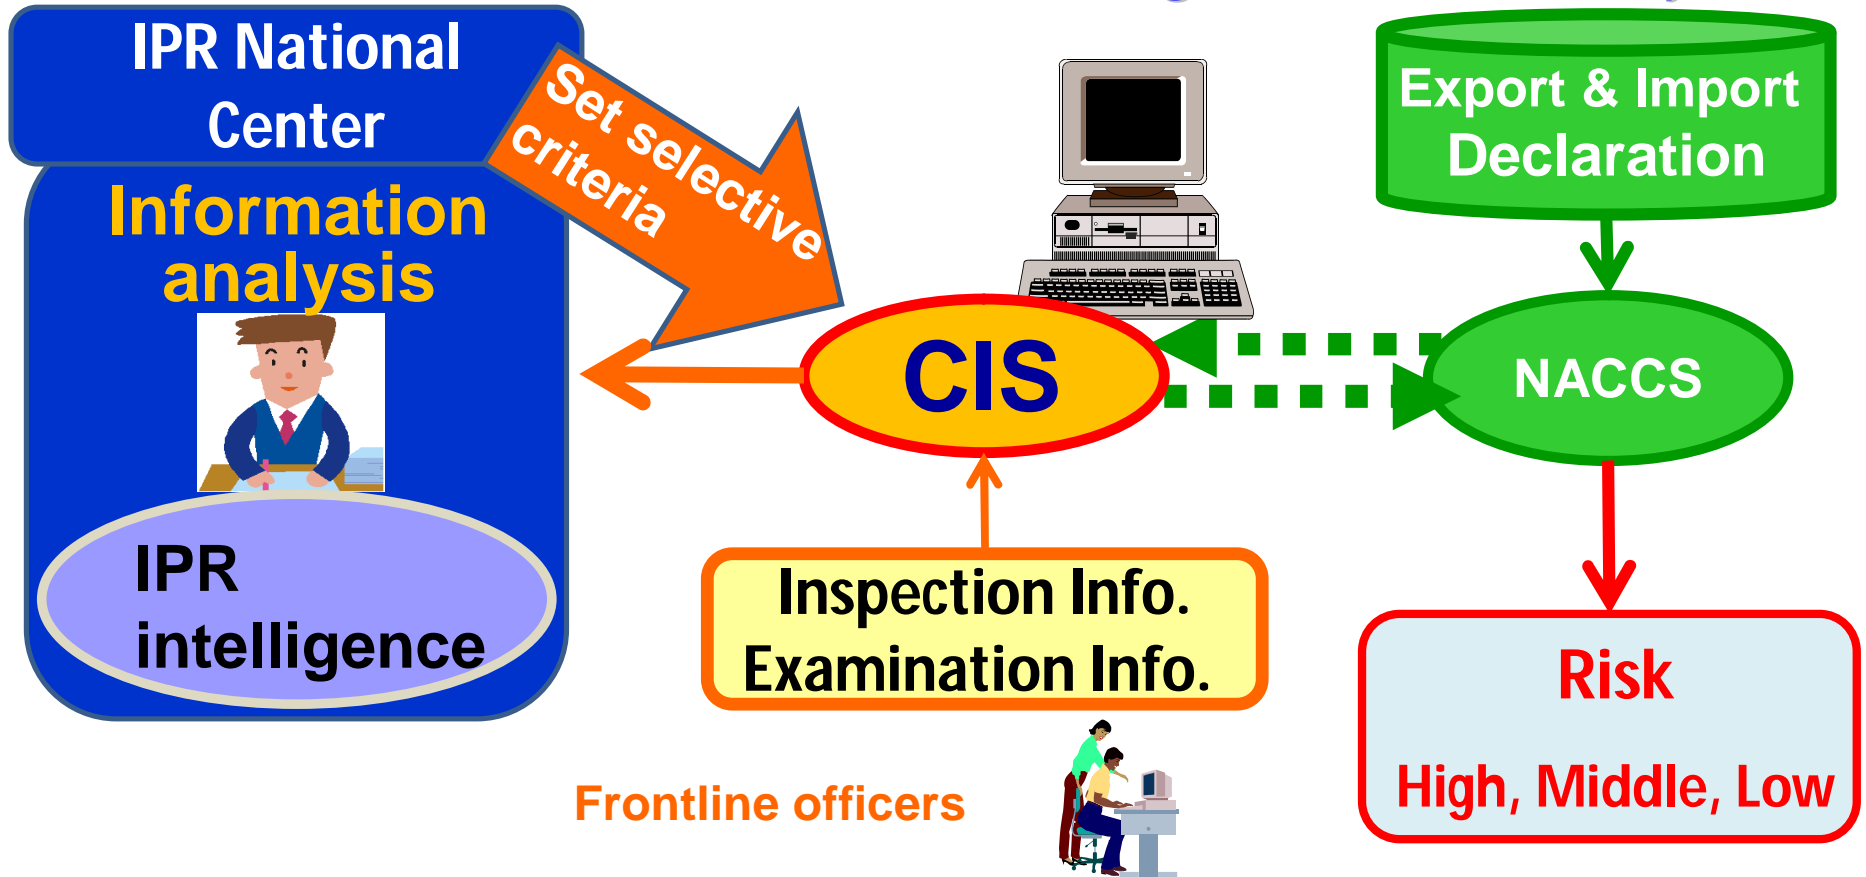 IPR National
Center
Information
analysis
IPR
intelligence
Set selective
criteria
CIS
Inspection Info.
Examination Info.
Frontline officers
Export & Import
Declaration
NACCS
Risk
High, Middle, Low